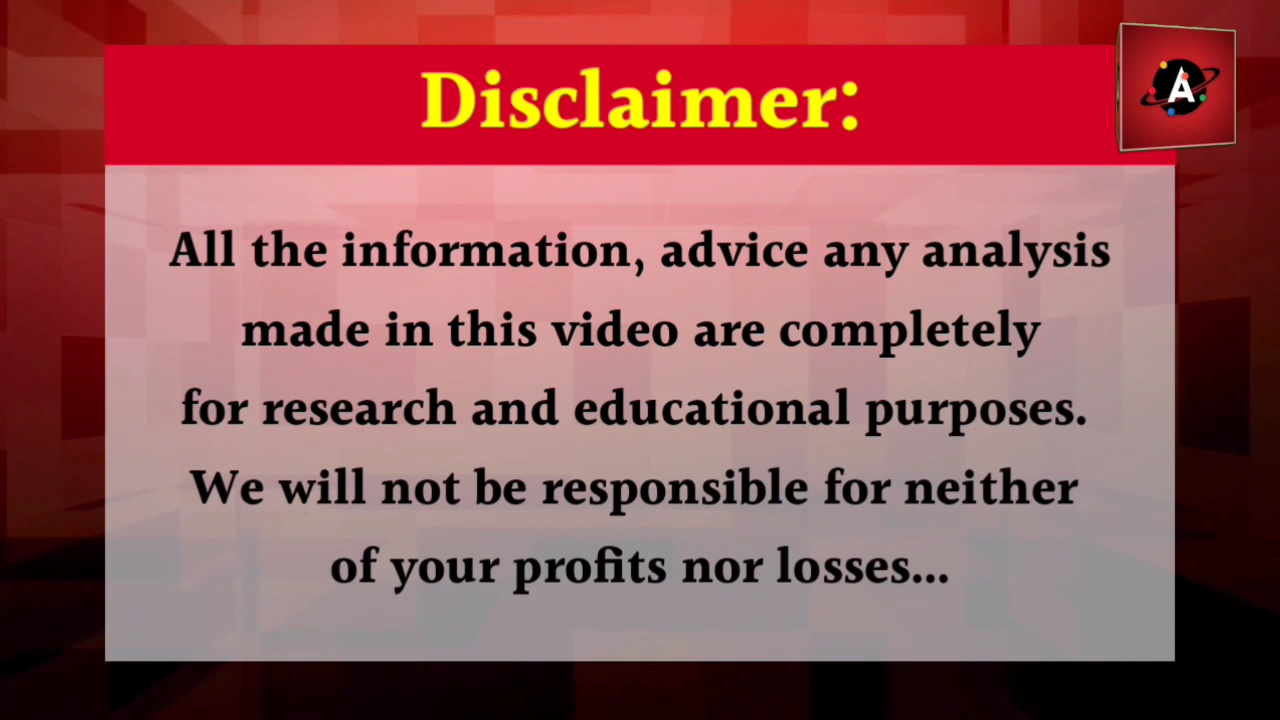 Disclaimer:
A
All the information, advice any analysis
made in this video are completely
for research and educational purposes.
We will not be responsible for neither
of your profits nor losses...